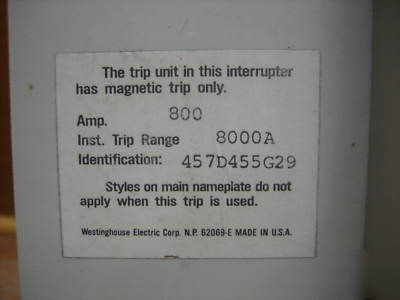 The trip unit in this interrupter
has magnetic trip only.
Amp. 800
Inst. Trip Range 8000A
Identification: 457D455G29
Styles on main nameplate do not
apply when this trip is used.
Westinghouse Electric Corp. N.P. 62069-E MADE IN U.S.A.